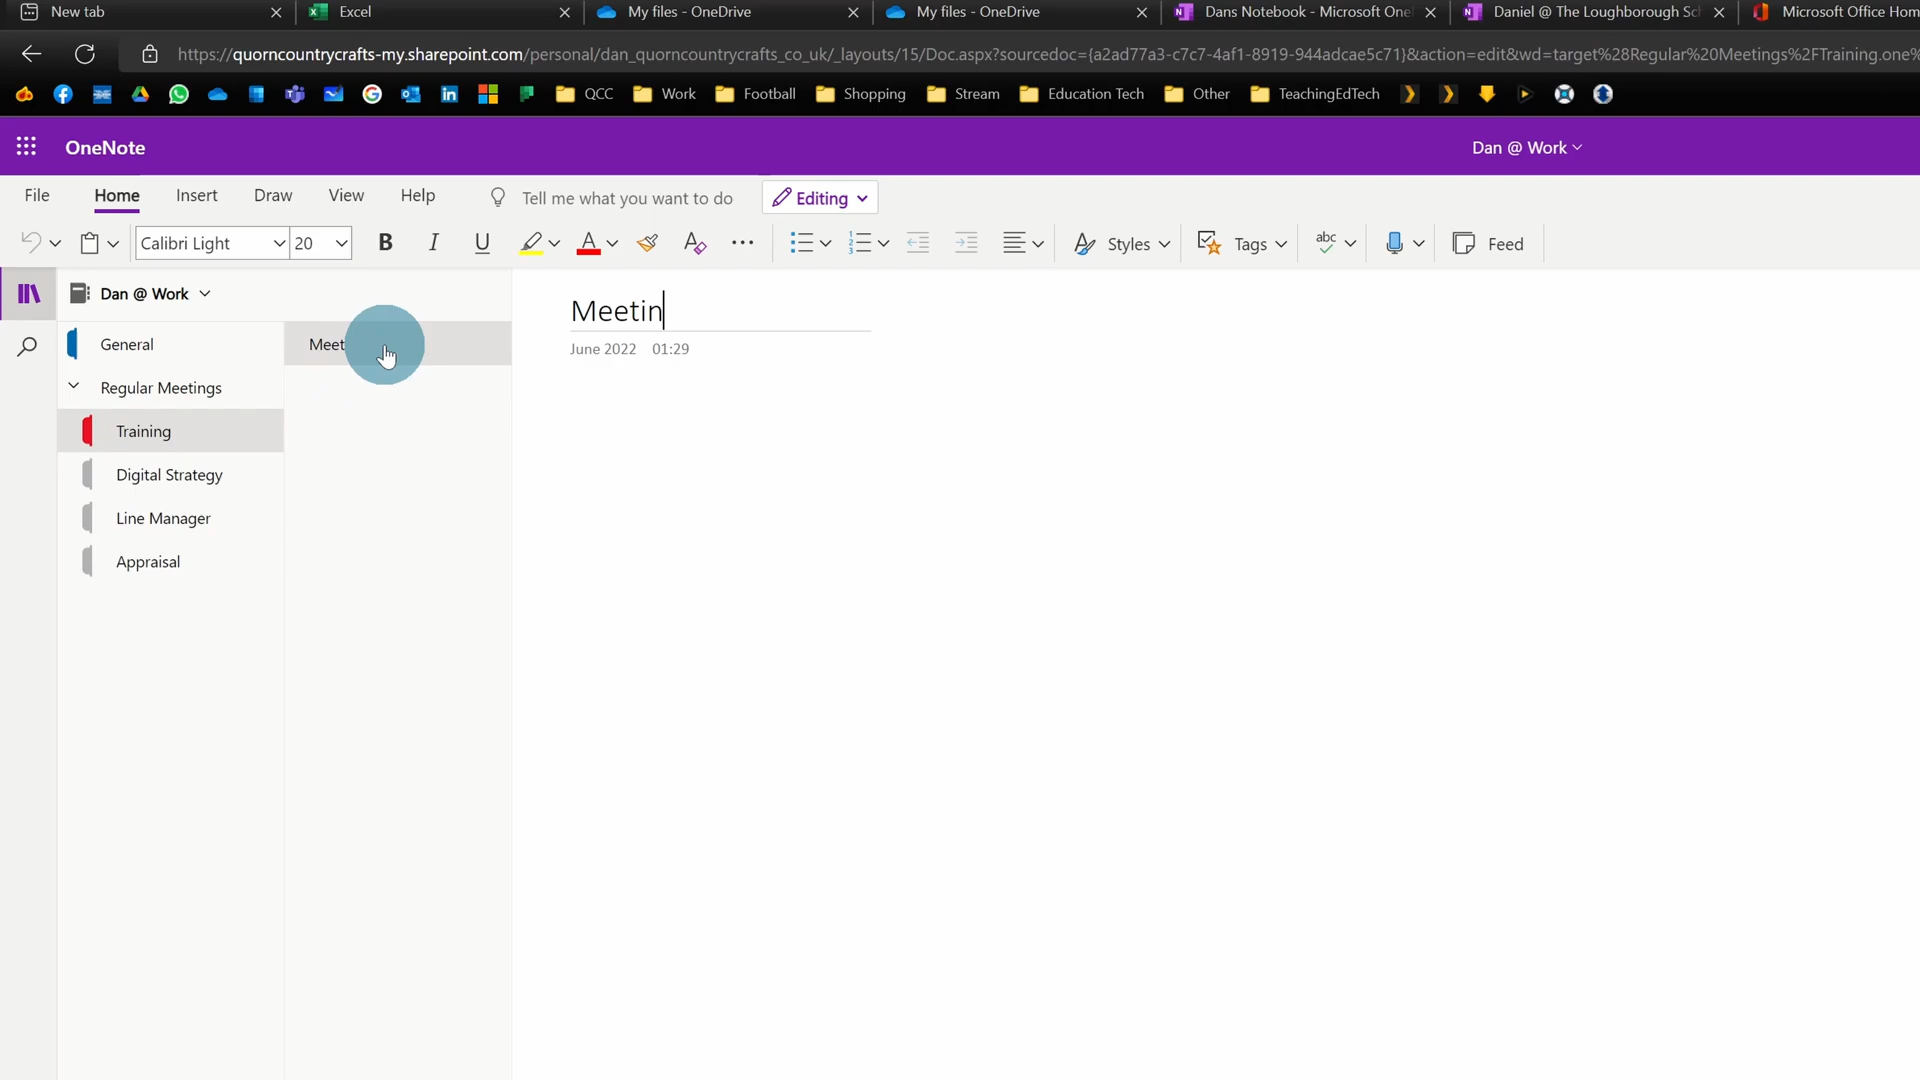 New tab
Excel
My files - OneDrive
My files - OneDrive
Dans Notebook - Microsoft One
Daniel @ The Loughborough Sc
Microsoft Office Hom
https://quorncountrycrafts-my.sharepoint.com/personal/dan_quorncountrycrafts_co_uk/_layouts/15/Doc.aspx?sourcedoc={a2ad77a3-c7c7-4af1-8919-944adcae5c71}&action=edit&wd=target%28Regular%20Meetings%2FTraining.one%
QCC
Work
Football
Shopping
Stream
Education Tech
Other
TeachingEdTech
OneNote
Dan @ Work
File
Home
Insert
Draw
View
Help
Tell me what you want to do
Editing
Calibri Light
20
B
I
U
Styles
Tags
abc
Feed
Dan @ Work
General
Regular Meetings
Training
Digital Strategy
Line Manager
Appraisal
Meet
Meetin
June 2022 01:29